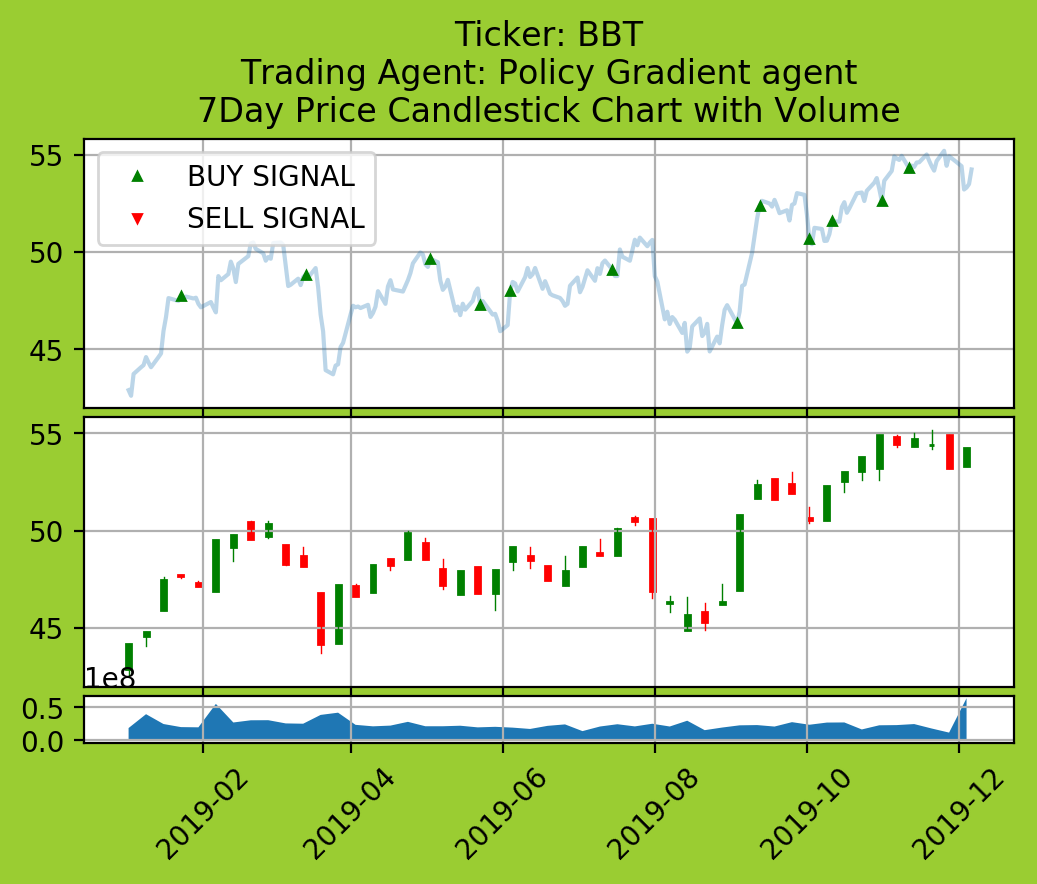 Ticker: BBT
Trading Agent: Policy Gradient agent
7Day Price Candlestick Chart with Volume
BUY SIGNAL
SELL SIGNAL
55
50
45
55
50
45
1e8
0.5
0.0
2019-02
2019-04
2019-06
2019-08
2019-10
2019-12